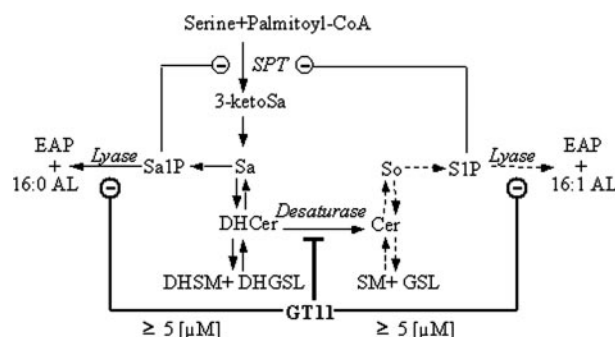 Serine+Palmitoyl-CoA
⊖ SPT ⊖
3-ketoSa
EAP + 16:0 AL
Lyase
Sa1P
Sa
So
S1P
Lyase
EAP + 16:1 AL
⊖
⊖
DHCer
Desaturase
Cer
DHSM+ DHGSL
SM+ GSL
GT11
≥ 5 [µM]
≥ 5 [µM]